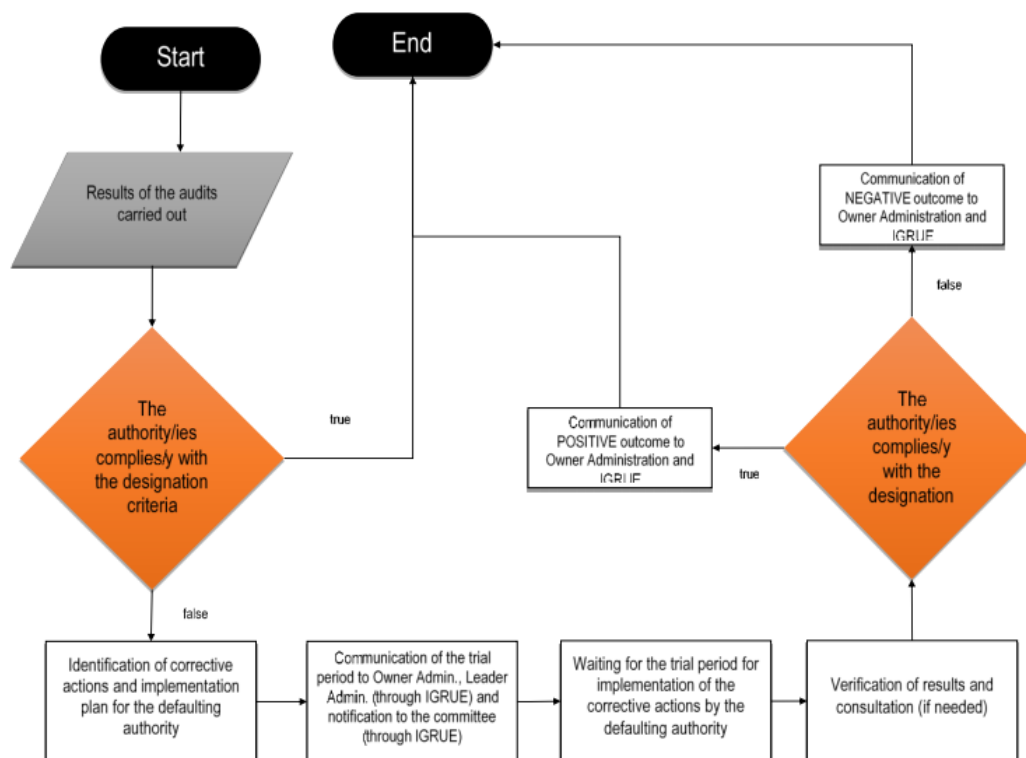 Start
End
Results of the audits
carried out
Communication of
NEGATIVE outcome to
Owner Administration and
IGRUE
false
The
authority/ies
complies/y with
the designation
criteria
true
Communication of
POSITIVE outcome to
Owner Administration and
IGRUE
true
The
authority/ies
complies/y
with the
designation
false
Identification of corrective
actions and implementation
plan for the defaulting
authority
Communication of the trial
period to Owner Admin., Leader
Admin. (through IGRUE) and
notification to the committee
(through IGRUE)
Waiting for the trial period for
implementation of the
corrective actions by the
defaulting authority
Verification of results and
consultation (if needed)